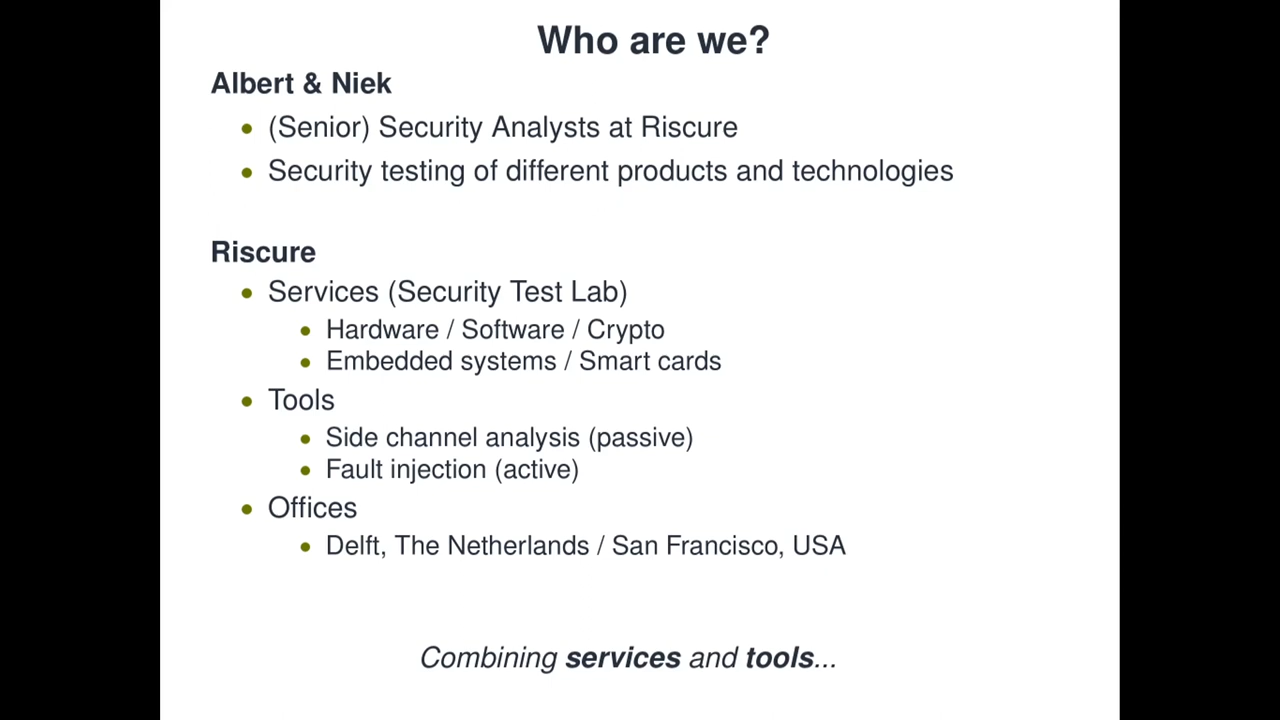 Who are we?
Albert & Niek
• (Senior) Security Analysts at Riscure
• Security testing of different products and technologies
Riscure
• Services (Security Test Lab)
• Hardware / Software / Crypto
• Embedded systems / Smart cards
• Tools
• Side channel analysis (passive)
• Fault injection (active)
• Offices
• Delft, The Netherlands / San Francisco, USA
Combining services and tools...